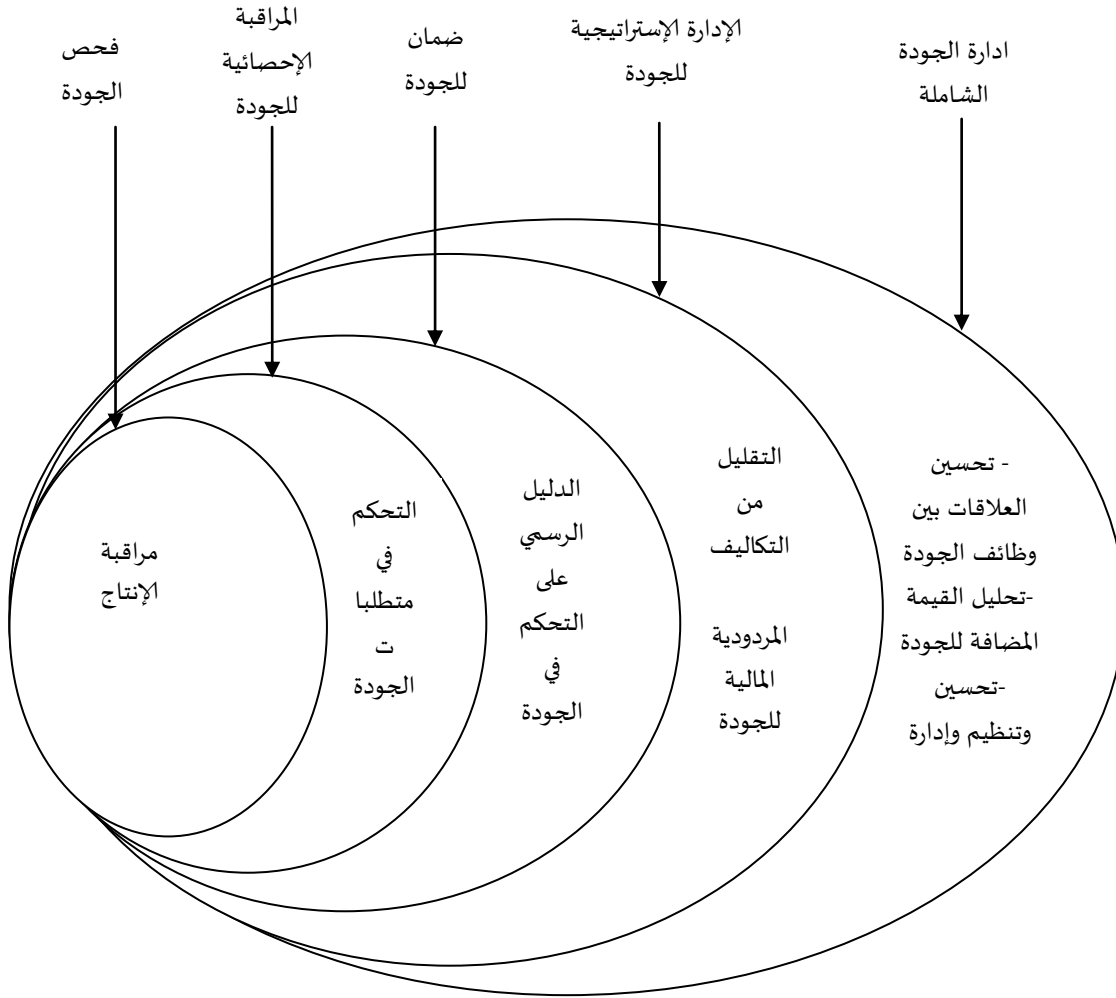 فحص
الجودة
المراقبة
الإحصائية
للجودة
ضمان
للجودة
الإدارة الإستراتيجية
للجودة
ادارة الجودة
الشاملة
مراقبة
الإنتاج
التحكم
في
متطلبا
ت
الجودة
الدليل
الرسمي
على
التحكم
في
الجودة
التقليل
من
التكاليف
المردودية
المالية
للجودة
- تحسين
العلاقات بين
وظائف الجودة
-تحليل القيمة
المضافة للجودة
-تحسين
وتنظيم وإدارة